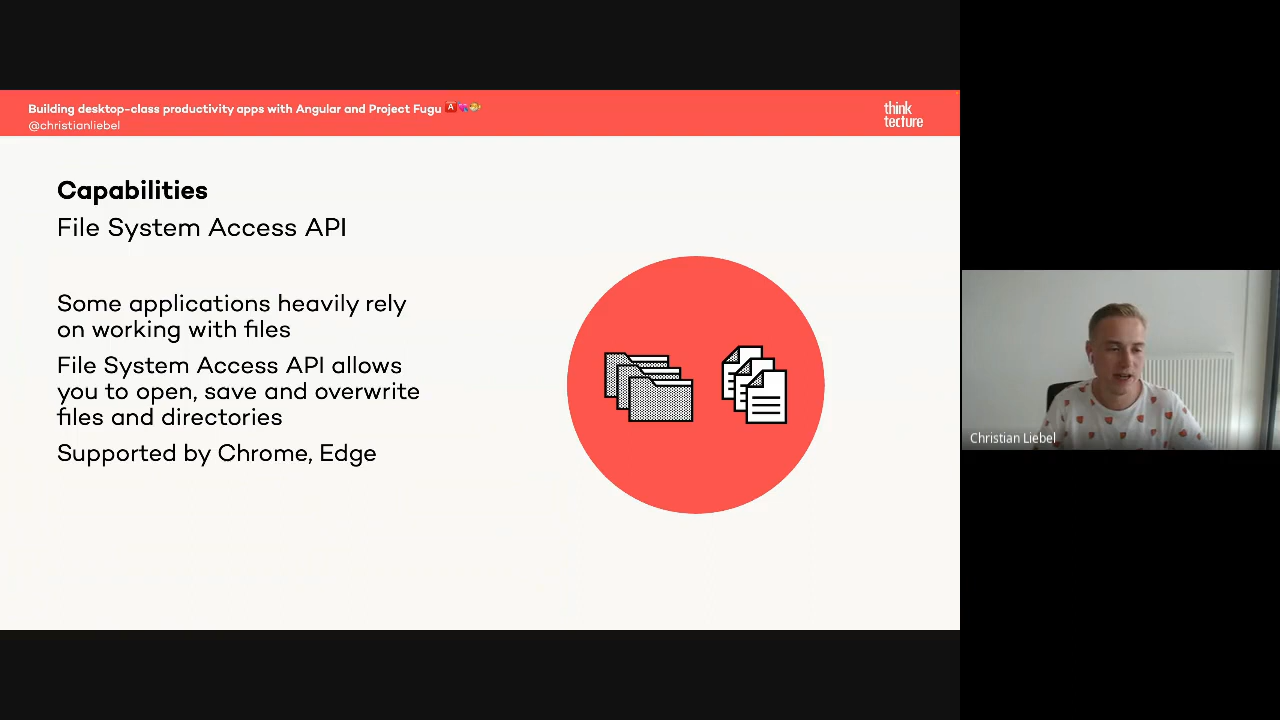 Building desktop-class productivity apps with Angular and Project Fugu 🅰️💘🐡
@christianliebel
think
tecture
Capabilities
File System Access API
Some applications heavily rely
on working with files
File System Access API allows
you to open, save and overwrite
files and directories
Supported by Chrome, Edge
Christian Liebel